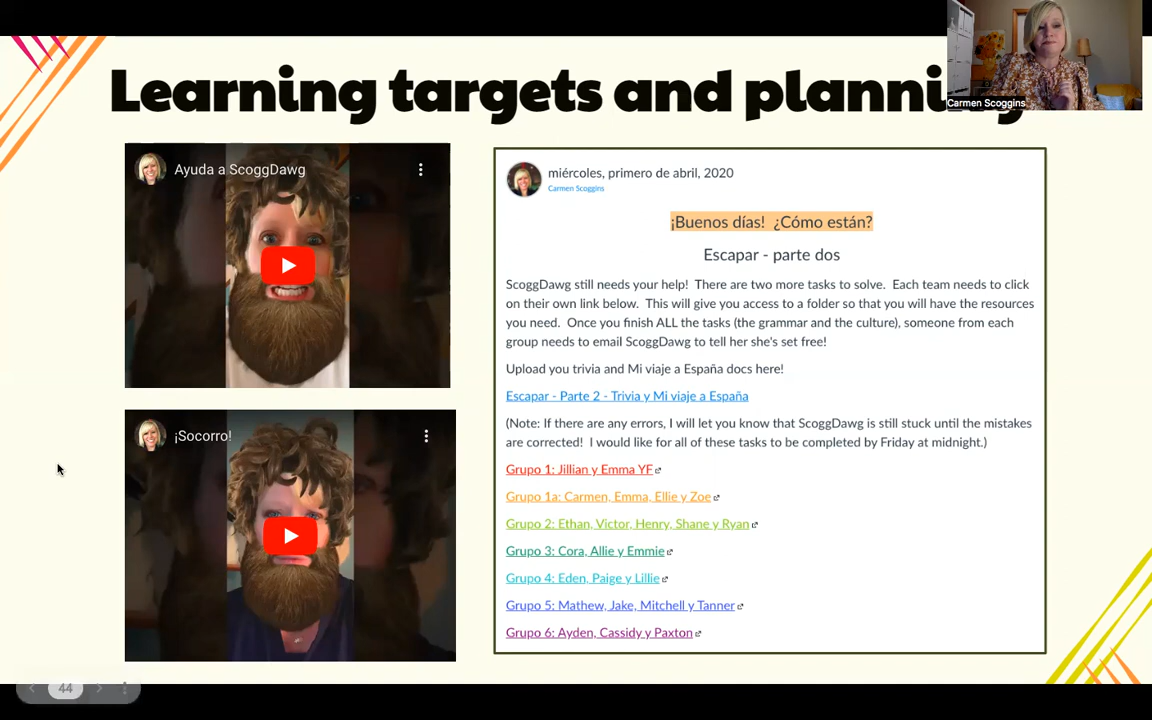 Learning targets and planni
Carmen Scoggins
Ayuda a ScoggDawg
¡Socorro!
miércoles, primero de abril, 2020
Carmen Scoggins
¡Buenos días! ¿Cómo están?
Escapar - parte dos
ScoggDawg still needs your help! There are two more tasks to solve. Each team needs to click
on their own link below. This will give you access to a folder so that you will have the resources
you need. Once you finish ALL the tasks (the grammar and the culture), someone from each
group needs to email ScoggDawg to tell her she's set free!
Upload you trivia and Mi viaje a España docs here!
Escapar - Parte 2 - Trivia y Mi viaje a España
(Note: If there are any errors, I will let you know that ScoggDawg is still stuck until the mistakes
are corrected! I would like for all of these tasks to be completed by Friday at midnight.)
Grupo 1: Jillian y Emma YF
Grupo 1a: Carmen, Emma, Ellie y Zoe
Grupo 2: Ethan, Victor, Henry, Shane y Ryan
Grupo 3: Cora, Allie y Emmie
Grupo 4: Eden, Paige y Lillie
Grupo 5: Mathew, Jake, Mitchell y Tanner
Grupo 6: Ayden, Cassidy y Paxton
44